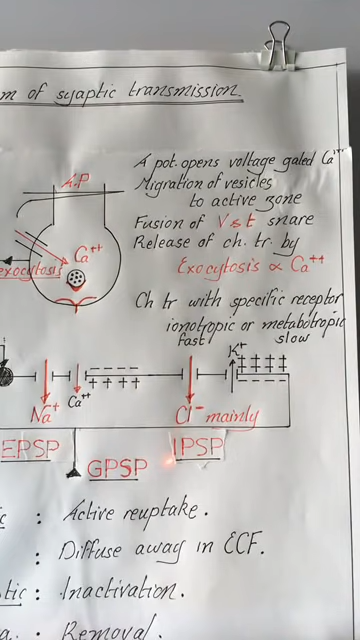 m of syaptic transmission.
A pot. opens voltage gated Ca++
Migration of vesicles
to active zone
Fusion of V & t snare
Release of ch. tr. by
Exocytosis ∝ Ca++
A.P
Ca++
exocytosis
Ch tr with specific receptor
ionotropic or metabotropic
fast slow
K+
Na+ Ca++ Cl- mainly
EPSP GPSP IPSP
: Active reuptake.
: Diffuse away in ECF.
tic : Inactivation.
: Removal.